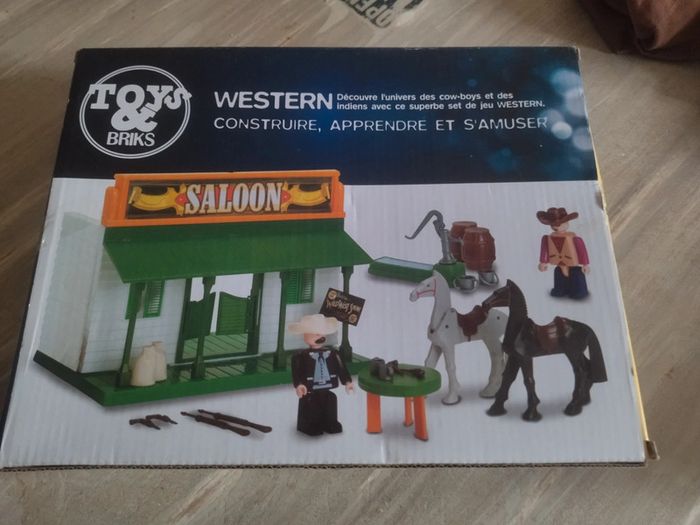 TOYS
&
BRIKS
WESTERN
Découvre l'univers des cow-boys et des
indiens avec ce superbe set de jeu WESTERN.
CONSTRUIRE, APPRENDRE ET S'AMUSER
SALOON